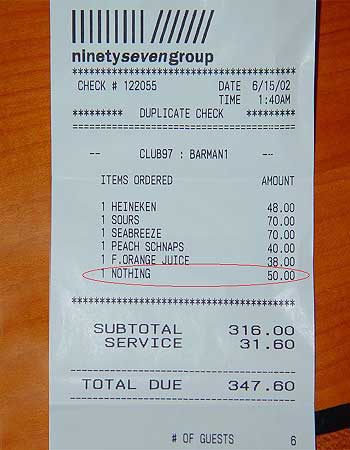 ninetysevengroup
********************************
CHECK # 122055 DATE 6/15/02
TIME 1:40AM
********* DUPLICATE CHECK *********
-- CLUB97 : BARMAN1 --
ITEMS ORDERED AMOUNT
1 HEINEKEN 48.00
1 SOURS 70.00
1 SEABREEZE 70.00
1 PEACH SCHNAPS 40.00
1 F.ORANGE JUICE 38.00
1 NOTHING 50.00
********************************
SUBTOTAL 316.00
SERVICE 31.60
TOTAL DUE 347.60
# OF GUESTS 6